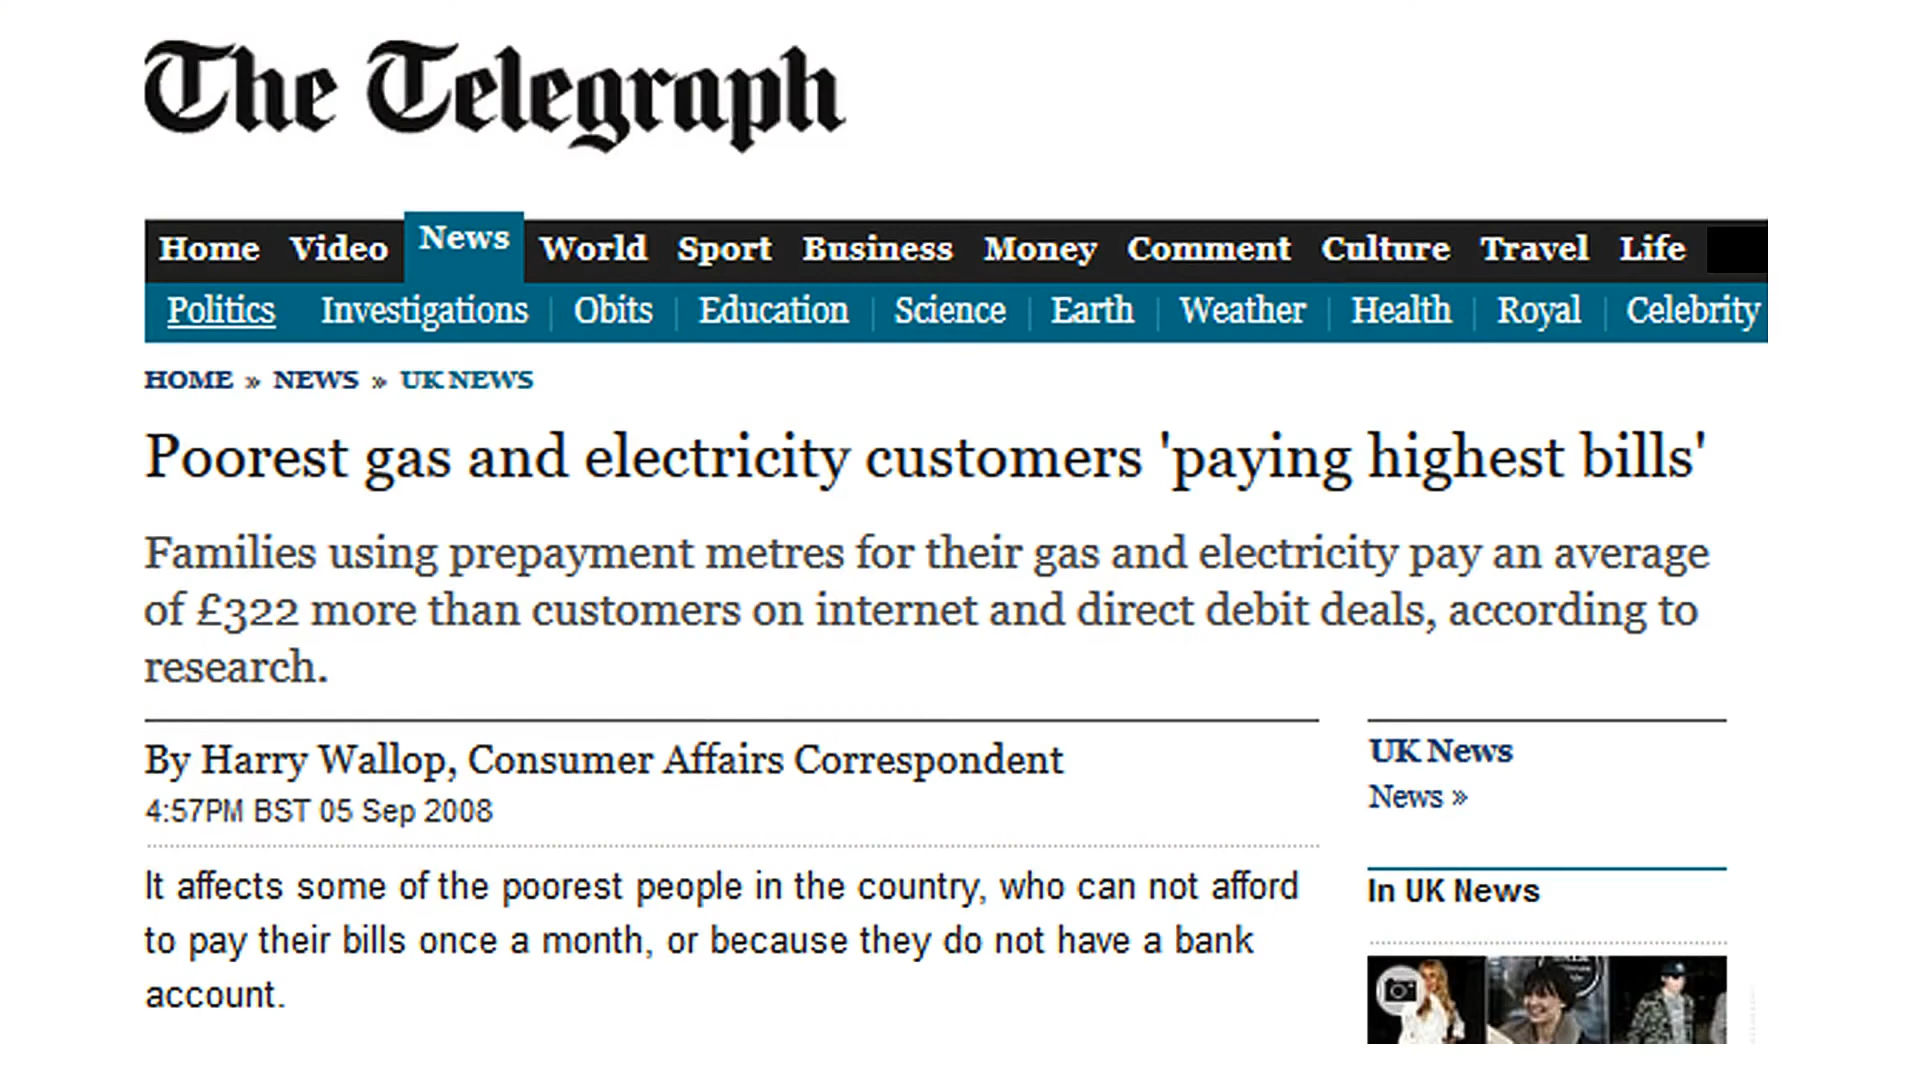 The Telegraph
Home Video News World Sport Business Money Comment Culture Travel Life
Politics Investigations Obits Education Science Earth Weather Health Royal Celebrity
HOME » NEWS » UK NEWS
Poorest gas and electricity customers 'paying highest bills'
Families using prepayment metres for their gas and electricity pay an average
of £322 more than customers on internet and direct debit deals, according to
research.
By Harry Wallop, Consumer Affairs Correspondent
4:57PM BST 05 Sep 2008
It affects some of the poorest people in the country, who can not afford
to pay their bills once a month, or because they do not have a bank
account.
UK News
News »
In UK News